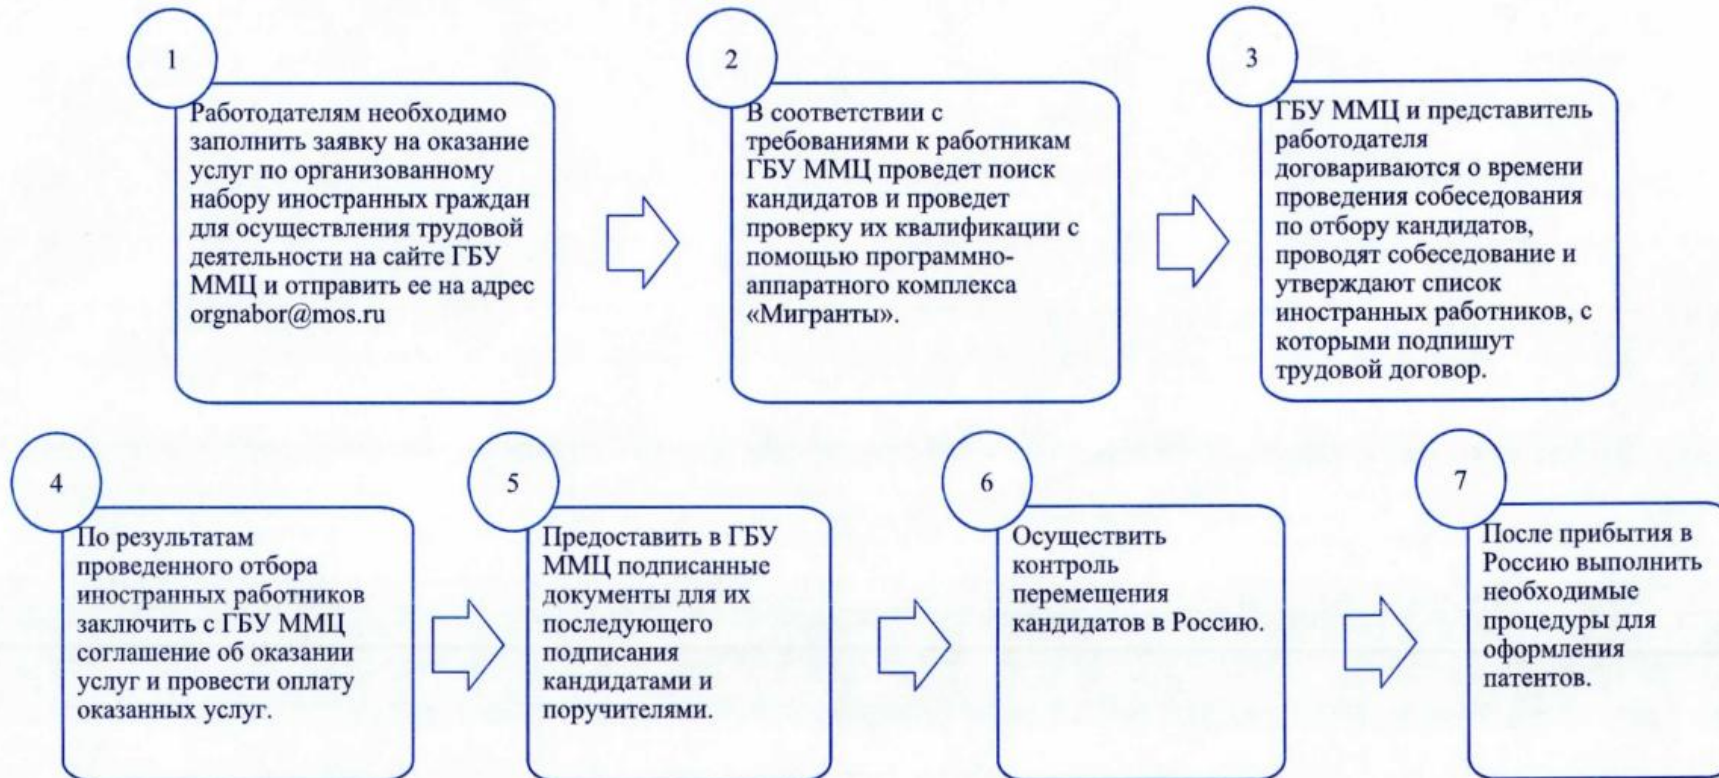 1
Работодателям необходимо
заполнить заявку на оказание
услуг по организованному
набору иностранных граждан
для осуществления трудовой
деятельности на сайте ГБУ
ММЦ и отправить ее на адрес
orgnabor@mos.ru
2
В соответствии с
требованиями к работникам
ГБУ ММЦ проведет поиск
кандидатов и проведет
проверку их квалификации с
помощью программно-
аппаратного комплекса
«Мигранты».
3
ГБУ ММЦ и представитель
работодателя
договариваются о времени
проведения собеседования
по отбору кандидатов,
проводят собеседование и
утверждают список
иностранных работников, с
которыми подпишут
трудовой договор.
4
По результатам
проведенного отбора
иностранных работников
заключить с ГБУ ММЦ
соглашение об оказании
услуг и провести оплату
оказанных услуг.
5
Предоставить в ГБУ
ММЦ подписанные
документы для их
последующего
подписания
кандидатами и
поручителями.
6
Осуществить
контроль
перемещения
кандидатов в Россию.
7
После прибытия в
Россию выполнить
необходимые
процедуры для
оформления
патентов.